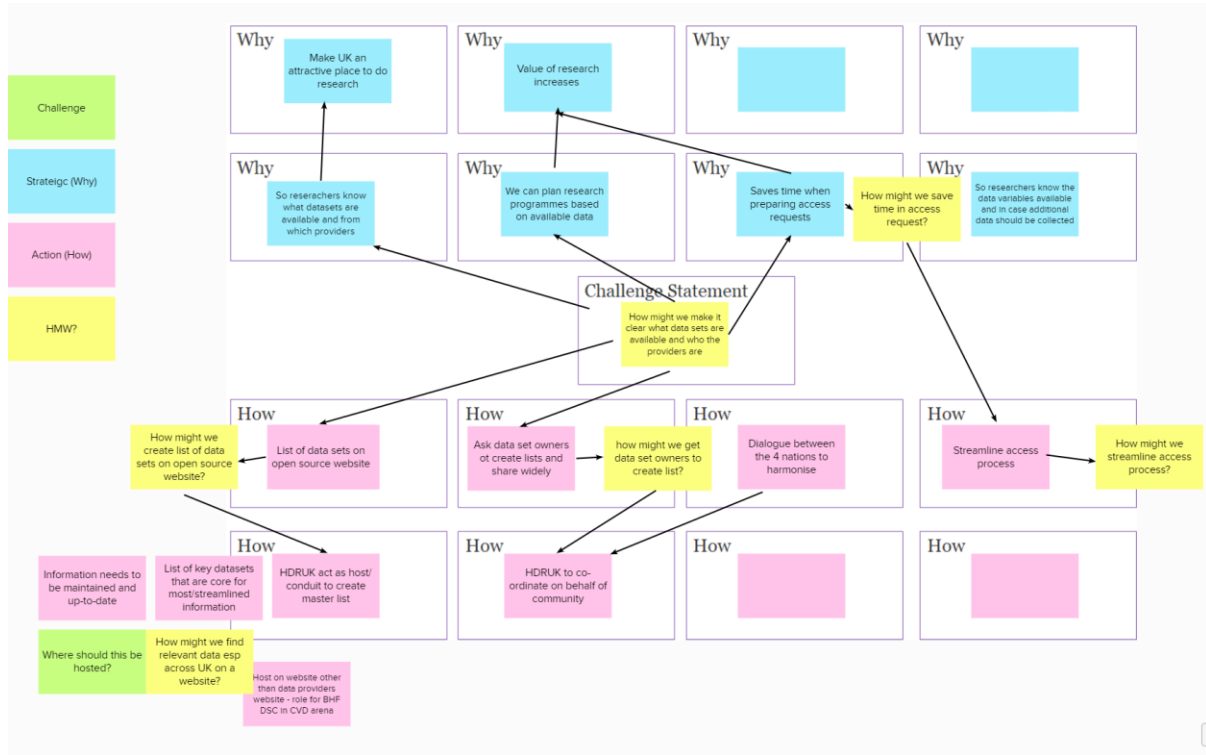 Challenge
Strateigc (Why)
Action (How)
HMW?
Why
Make UK an
attractive place to do
research
Why
Value of research
increases
Why
Why
Why
So reserachers know
what datasets are
available and from
which providers
Why
We can plan research
programmes based
on available data
Why
Saves time when
preparing access
requests
How might we save
time in access
request?
Why
So researchers know the
data variables available
and in case additional
data should be
collected
Challenge Statement
How might we make it
clear what data sets are
available and who the
providers are
How
How might we
create list of data
sets on open source
website?
List of data sets on
open source website
How
Ask data set owners
ot create lists and
share widely
how might we get
data set owners to
create list?
How
Dialogue between
the 4 nations to
harmonise
How
Streamline access
process
How might we
streamline access
process?
Information needs to
be maintained and
up-to-date
List of key datasets
that are core for
most/streamlined
information
How
HDRUK act as host/
conduit to create
master list
How
HDRUK to co-
ordinate on behalf of
community
How
How
Where should this be
hosted?
How might we find
relevant data esp
across UK on a
website?
Host on website other
than data providers
website - role for BHF
DSC in CVD arena